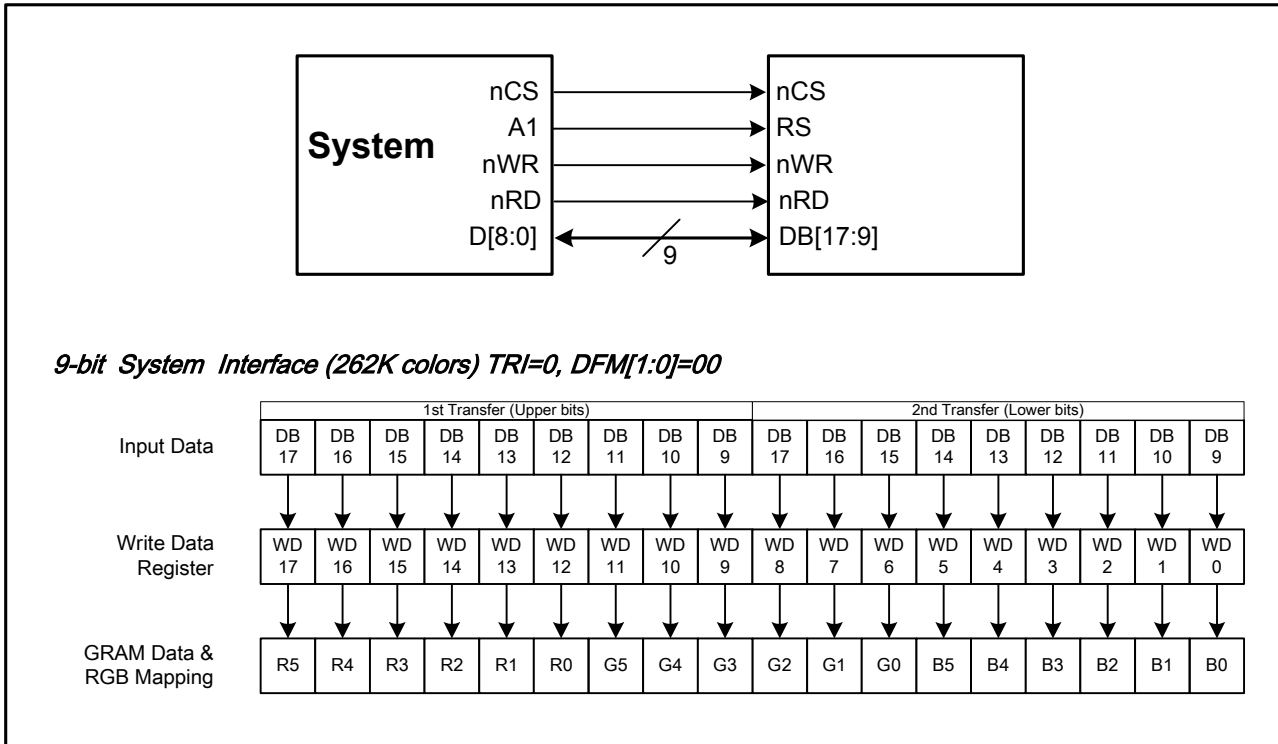 nCS nCS
System A1 RS
nWR nWR
nRD nRD
D[8:0] DB[17:9]
9
9-bit System Interface (262K colors) TRI=0, DFM[1:0]=00
1st Transfer (Upper bits) 2nd Transfer (Lower bits)
Input Data
DB DB DB DB DB DB DB DB DB DB DB DB DB DB DB DB DB DB
17 16 15 14 13 12 11 10 9 17 16 15 14 13 12 11 10 9
Write Data
Register
WD WD WD WD WD WD WD WD WD WD WD WD WD WD WD WD WD WD
17 16 15 14 13 12 11 10 9 8 7 6 5 4 3 2 1 0
GRAM Data &
RGB Mapping
R5 R4 R3 R2 R1 R0 G5 G4 G3 G2 G1 G0 B5 B4 B3 B2 B1 B0